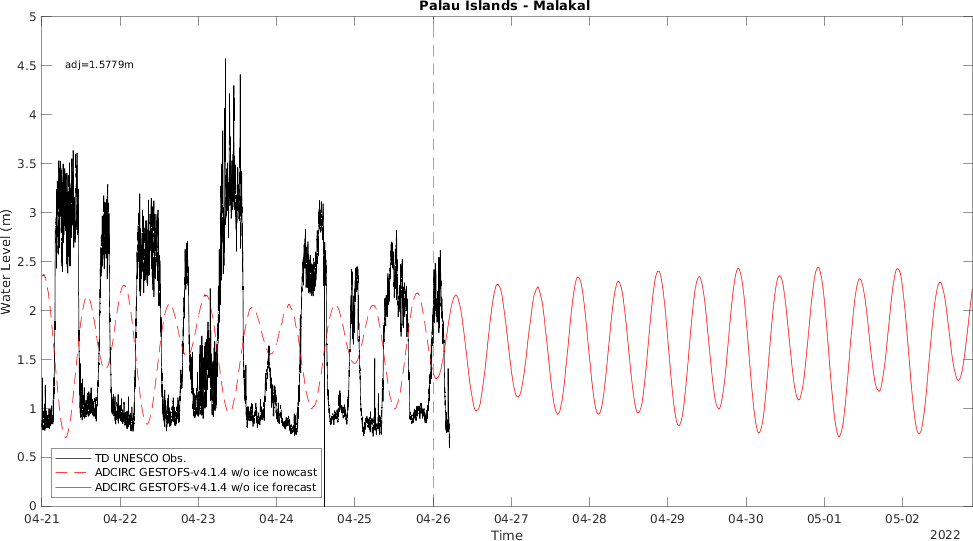 Palau Islands - Malakal
adj=1.5779m
Water Level (m)
5
4.5
4
3.5
3
2.5
2
1.5
1
0.5
0
TD UNESCO Obs.
ADCIRC GESTOFS-v4.1.4 w/o ice nowcast
ADCIRC GESTOFS-v4.1.4 w/o ice forecast
04-21 04-22 04-23 04-24 04-25 04-26 04-27 04-28 04-29 04-30 05-01 05-02
Time
2022